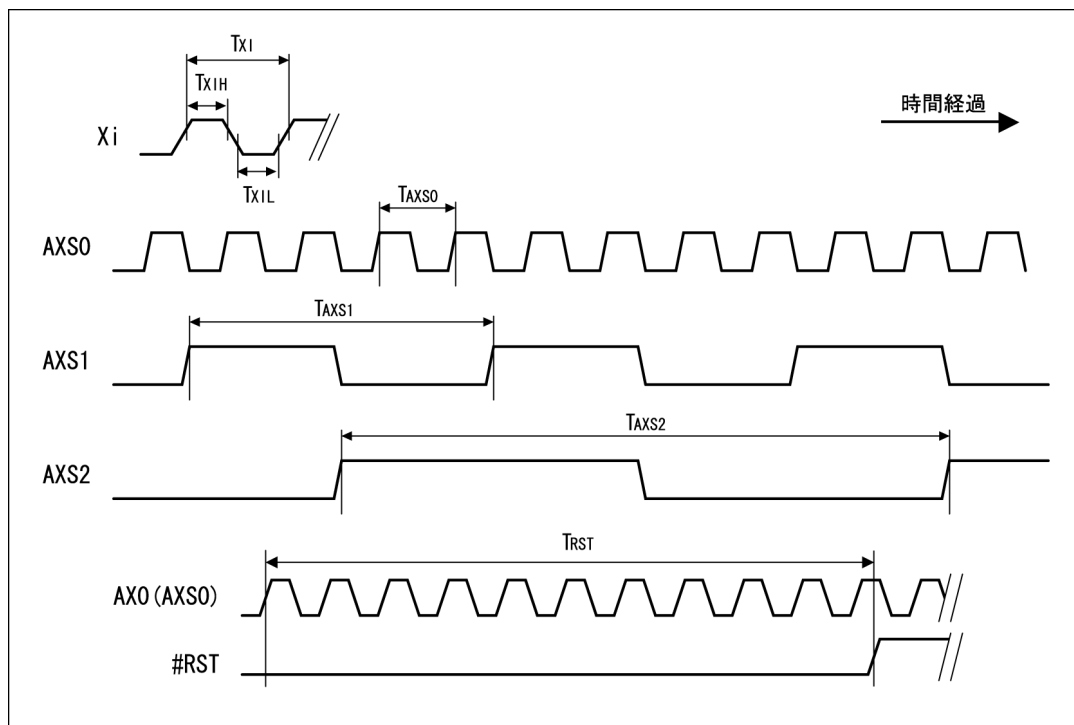 TXI
TXIH
時間経過
Xi
TXIL
TAXS0
AXS0
TAXS1
AXS1
TAXS2
AXS2
TRST
AX0(AXS0)
#RST